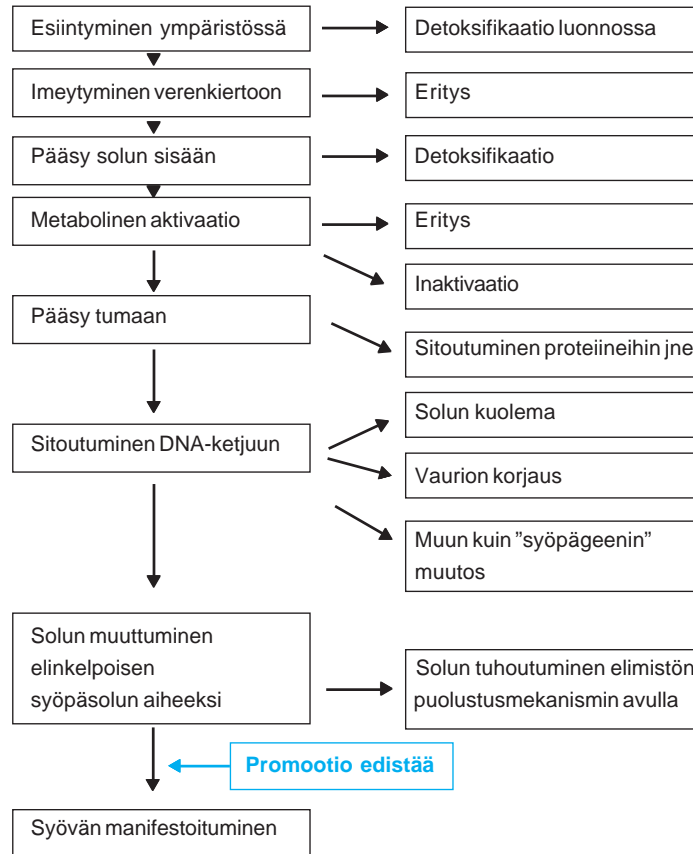 Esiintyminen ympäristössä
Detoksifikaatio luonnossa
Imeytyminen verenkiertoon
Eritys
Pääsy solun sisään
Detoksifikaatio
Metabolinen aktivaatio
Eritys
Inaktivaatio
Pääsy tumaan
Sitoutuminen proteiineihin jne
Solun kuolema
Sitoutuminen DNA-ketjuun
Vaurion korjaus
Muun kuin ”syöpägeenin”
muutos
Solun muuttuminen
elinkelpoisen
syöpäsolun aiheeksi
Solun tuhoutuminen elimistön
puolustusmekanismin avulla
Promootio edistää
Syövän manifestoituminen